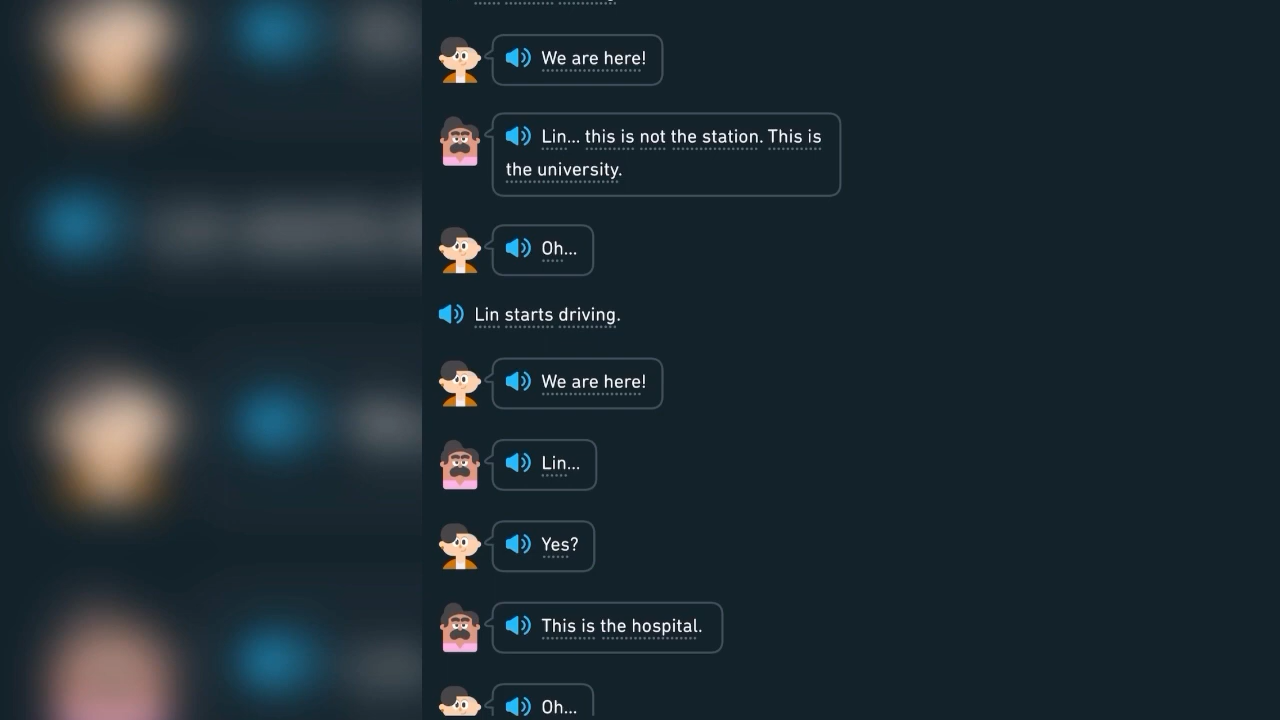 We are here!
Lin... this is not the station. This is
the university.
Oh...
Lin starts driving.
We are here!
Lin...
Yes?
This is the hospital.
Oh...